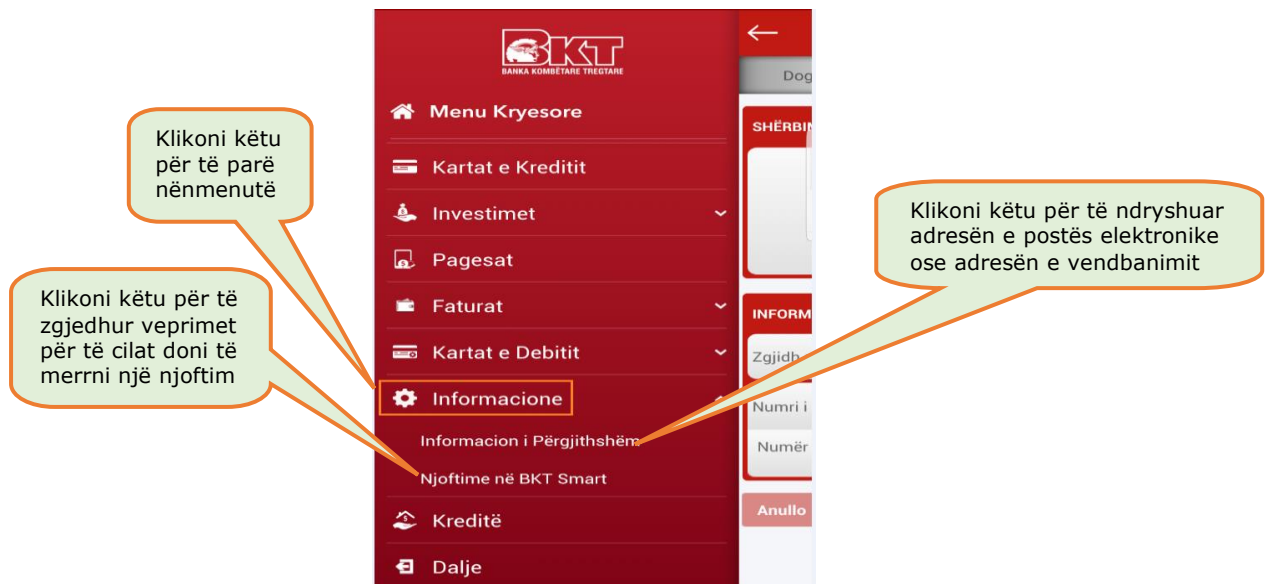 BKT
BANKA KOMBËTARE TREGTARE
Menu Kryesore
Kartat e Kreditit
Investimet
Pagesat
Faturat
Kartat e Debitit
Informacione
Informacion i Përgjithshëm
Njoftime në BKT Smart
Kreditë
Dalje
Dog
SHËRBIM
INFORM
Zgjidh
Numri i
Numër
Anullo
Klikoni këtu
për të parë
nënmenutë
Klikoni këtu për të
zgjedhur veprimet
për të cilat doni të
merrni një njoftim
Klikoni këtu për të ndryshuar
adresën e postës elektronike
ose adresën e vendbanimit